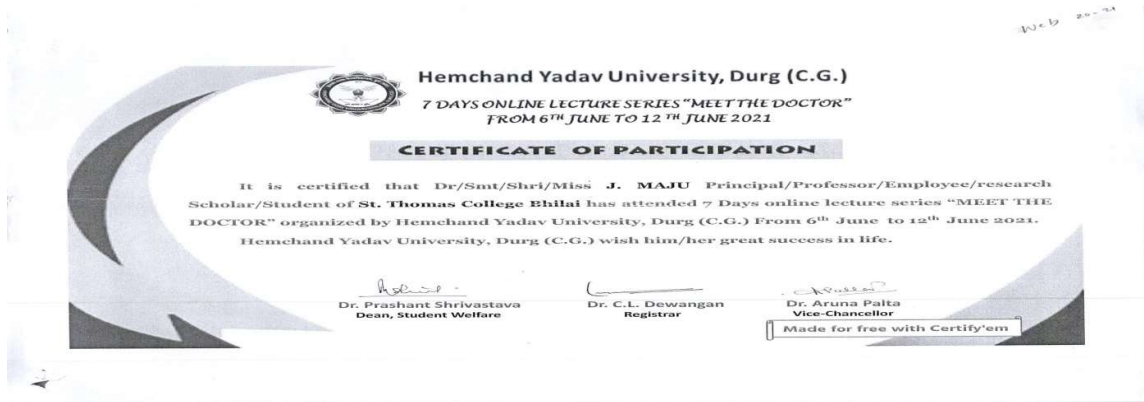 Web 20-21
Hemchand Yadav University, Durg (C.G.)
7 DAYS ONLINE LECTURE SERIES "MEET THE DOCTOR"
FROM 6TH JUNE TO 12 TH JUNE 2021
CERTIFICATE OF PARTICIPATION
It is certified that Dr/Smt/Shri/Miss J. MAJU Principal/Professor/Employee/research
Scholar/Student of St. Thomas College Bhilai has attended 7 Days online lecture series "MEET THE
DOCTOR" organized by Hemchand Yadav University, Durg (C.G.) From 6th June to 12th June 2021.
Hemchand Yadav University, Durg (C.G.) wish him/her great success in life.
Dr. Prashant Shrivastava Dr. C.L. Dewangan Dr. Aruna Palta
Dean, Student Welfare Registrar Vice-Chancellor
Made for free with Certify'em